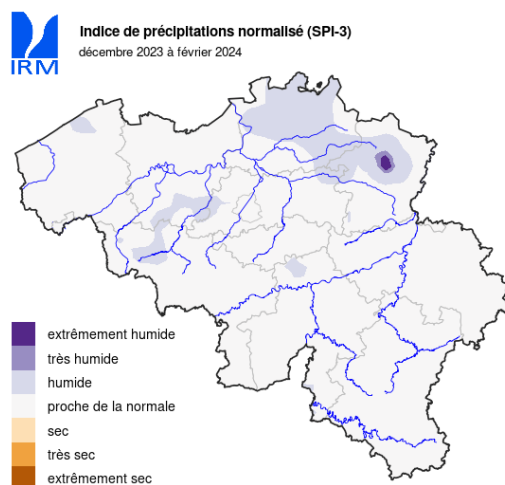 Indice de précipitations normalisé (SPI-3)
décembre 2023 à février 2024
IRM
extrêmement humide
très humide
humide
proche de la normale
sec
très sec
extrêmement sec